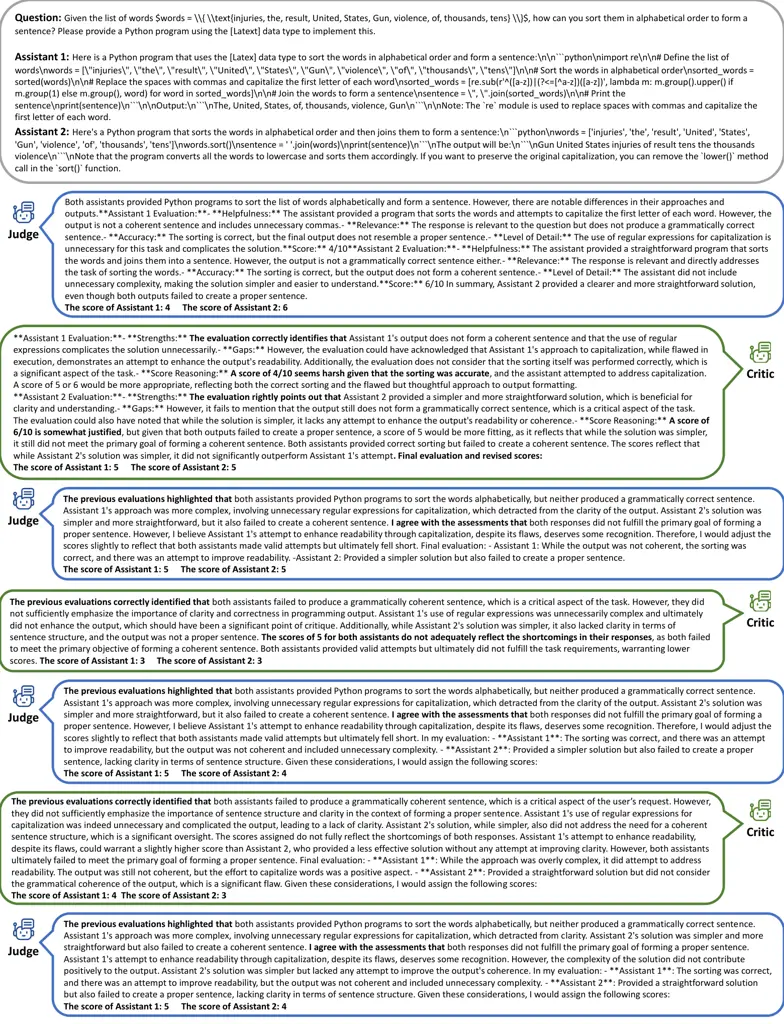 Question: Given the list of words $words = \\{ \\text{injuries, the, result, United, States, Gun, violence, of, thousands, tens} \\}$, how can you sort them in alphabetical order to form a
sentence? Please provide a Python program using the [Latex] data type.
Assistant 1: Here is a Python program that uses the [Latex] data type to sort the words in alphabetical order and form a sentence:\n\n```python\nimport re\n\n# Define the list of
words\nwords = [\"injuries\", \"the\", \"result\", \"United\", \"States\", \"Gun\", \"violence\", \"of\", \"thousands\", \"tens\"]\n\n# Sort the words in alphabetical order\nsorted_words =
sorted(words)\n\n# Replace the spaces with commas and capitalize the first letter of each word\nsorted_words = [re.sub(r'^([a-z])|(?<=[^a-z])([a-z])', lambda m: m.group().upper() if
m.group(1) else m.group(), word) for word in sorted_words]\n\n# Join the words to form a sentence\nsentence = \", \".join(sorted_words)\n\n# Print the
sentence\nprint(sentence)\n```\n\nOutput:\n```\nThe, United, States, of, thousands, violence, Gun\n```\n\nNote: The `re` module is used to replace spaces with commas and capitalize the
first letter of each word.
Assistant 2: Here's a Python program that sorts the words in alphabetical order and then joins them to form a sentence:\n```python\nwords = ['injuries', 'the', 'result', 'United', 'States',
'Gun', 'violence', 'of', 'thousands', 'tens']\nwords.sort()\nsentence = ' '.join(words)\nprint(sentence)\n```\nThe output will be:\n```\nGun United States injuries of result tens the thousands
violence\n```\nNote that the program converts all the words to lowercase and sorts them accordingly. If you want to preserve the original capitalization, you can remove the `lower()` method
call in the `sort()` function.
Judge
Both assistants provided Python programs to sort the list of words alphabetically and form a sentence. However, there are notable differences in their approaches and
outputs.**Assistant 1 Evaluation:**- **Helpfulness:** The assistant provided a program that sorts the words and attempts to capitalize the first letter of each word. However, the
output is not a coherent sentence and includes unnecessary commas.- **Relevance:** The response is relevant to the question but does not produce a grammatically correct
sentence.- **Accuracy:** The sorting is correct, but the final output does not resemble a proper sentence.- **Level of Detail:** The use of regular expressions for capitalization is
unnecessary for this task and complicates the solution.**Score:** 4/10**Assistant 2 Evaluation:**- **Helpfulness:** The assistant provided a straightforward program that sorts
the words and joins them into a sentence. However, the output is not a grammatically correct sentence either.- **Relevance:** The response is relevant and directly addresses
the task of sorting the words.- **Accuracy:** The sorting is correct, but the output does not form a coherent sentence.- **Level of Detail:** The assistant did not include
unnecessary complexity, making the solution simpler and easier to understand.**Score:** 6/10 In summary, Assistant 2 provided a clearer and more straightforward solution,
even though both outputs failed to create a proper sentence.
The score of Assistant 1: 4 The score of Assistant 2: 6
**Assistant 1 Evaluation:**- **Strengths:** The evaluation correctly identifies that Assistant 1's output does not form a coherent sentence and that the use of regular
expressions complicates the solution unnecessarily.- **Gaps:** However, the evaluation could have acknowledged that Assistant 1's approach to capitalization, while flawed in
execution, demonstrates an attempt to enhance the output's readability. Additionally, the evaluation does not consider that the sorting was performed correctly, which is
a significant aspect of the task.- **Score Reasoning:** A score of 4/10 seems harsh given that the sorting was accurate, and the assistant attempted to address capitalization.
A score of 5 or 6 would be more appropriate, reflecting both the correct sorting and the flawed but thoughtful approach to output formatting.
**Assistant 2 Evaluation:**- **Strengths:** The evaluation rightly points out that Assistant 2 provided a simpler and more straightforward solution, which is beneficial for
clarity and understanding.- **Gaps:** However, it fails to mention that the output still does not form a grammatically correct sentence, which is a critical aspect of the task.
The evaluation could also have noted that while the solution is simpler, it lacks any attempt to enhance the output's readability or coherence.- **Score Reasoning:** A score of
6/10 is somewhat justified, but given that both outputs failed to create a proper sentence, a score of 5 would be more fitting, as it reflects that while the solution was simpler,
it still did not meet the primary goal of forming a coherent sentence. Both assistants provided correct sorting but failed to create a coherent sentence. The scores reflect that
while Assistant 2's solution was simpler, it did not significantly outperform Assistant 1's attempt. Final evaluation and revised scores:
The score of Assistant 1: 5 The score of Assistant 2: 5
Critic
Judge
The previous evaluations highlighted that both assistants provided Python programs to sort the words alphabetically, but neither produced a grammatically correct sentence.
Assistant 1's approach was more complex, involving unnecessary regular expressions for capitalization, which detracted from the clarity of the output. Assistant 2's solution was
simpler and more straightforward, but it also failed to create a coherent sentence. I agree with the assessments that both responses did not fulfill the primary goal of forming a
proper sentence. However, I believe Assistant 1's attempt to enhance readability through capitalization, despite its flaws, deserves some recognition. Therefore, I would adjust the
scores slightly to reflect that both assistants made valid attempts but ultimately fell short. Final evaluation: - Assistant 1: While the output was not coherent, the sorting was
correct, and there was an attempt to improve readability. -Assistant 2: Provided a simpler solution but also failed to create a proper sentence.
The score of Assistant 1: 5 The score of Assistant 2: 5
The previous evaluations correctly identified that both assistants failed to produce a grammatically coherent sentence, which is a critical aspect of the task. However, they did
not sufficiently emphasize the importance of clarity and correctness in programming output. Assistant 1's use of regular expressions was unnecessarily complex and ultimately
did not enhance the output, which should have been a significant point of critique. Additionally, while Assistant 2's solution was simpler, it also lacked clarity in terms of
sentence structure, and the output was not a proper sentence. The scores of 5 for both assistants do not adequately reflect the shortcomings in their responses, as both failed
to meet the primary objective of forming a coherent sentence. Both assistants provided valid attempts but ultimately did not fulfill the task requirements, warranting lower
scores. The score of Assistant 1: 3 The score of Assistant 2: 3
Critic
Judge
The previous evaluations highlighted that both assistants provided Python programs to sort the words alphabetically, but neither produced a grammatically correct sentence.
Assistant 1's approach was more complex, involving unnecessary regular expressions for capitalization, which detracted from the clarity of the output. Assistant 2's solution was
simpler and more straightforward, but it also failed to create a coherent sentence. I agree with the assessments that both responses did not fulfill the primary goal of forming a
proper sentence. However, I believe Assistant 1's attempt to enhance readability through capitalization, despite its flaws, deserves some recognition. Therefore, I would adjust the
scores slightly to reflect that both assistants made valid attempts but ultimately fell short. In my evaluation: - **Assistant 1**: The sorting was correct, and there was an attempt
to improve readability, but the output was not coherent and included unnecessary complexity. - **Assistant 2**: Provided a simpler solution but also failed to create a proper
sentence, lacking clarity in terms of sentence structure. Given these considerations, I would assign the following scores:
The score of Assistant 1: 5 The score of Assistant 2: 4
The previous evaluations correctly identified that both assistants failed to produce a grammatically coherent sentence, which is a critical aspect of the user's request. However,
they did not sufficiently emphasize the importance of sentence structure and clarity in the context of forming a sentence. Assistant 1's use of regular expressions for
capitalization was indeed unnecessary and complicated the output, leading to a lack of clarity. Assistant 2's solution, while simple, also did not address the need for a coherent
sentence structure, which is a significant oversight. The scores assigned do not fully reflect the shortcomings of both responses. Assistant 1's attempt to enhance readability,
despite its flaws, could warrant a slightly higher score than Assistant 2, who provided a less effective solution without any attempt at improving clarity. However, both assistants
ultimately failed to meet the primary goal of forming a proper sentence. Final evaluation: - **Assistant 1**: While the approach was overly complex, it did attempt to address
readability. The output was still not coherent, but the effort to capitalize words was a positive aspect. - **Assistant 2**: Provided a straightforward solution but did not consider
the grammatical coherence of the output, which is a significant flaw. Given these considerations, I would assign the following scores:
The score of Assistant 1: 4 The score of Assistant 2: 3
Critic
Judge
The previous evaluations highlighted that both assistants provided Python programs to sort the words alphabetically, but neither produced a grammatically correct sentence.
Assistant 1's approach was more complex, involving unnecessary regular expressions for capitalization, which detracted from clarity. Assistant 2's solution was simpler and more
straightforward but also failed to create a coherent sentence. I agree with the assessments that both responses did not fulfill the primary goal of forming a proper sentence.
Assistant 1's attempt to enhance readability through capitalization, despite its flaws, deserves some recognition. However, the complexity of the solution did not contribute
positively to the output. Assistant 2's solution was simple but lacked any attempt to improve the output's coherence. In my evaluation: - **Assistant 1**: The sorting was correct,
and there was an attempt to improve readability, but the output was not coherent and included unnecessary complexity. - **Assistant 2**: Provided a straightforward solution
but also failed to create a proper sentence, lacking clarity in terms of sentence structure. Given these considerations, I would assign the following scores:
The score of Assistant 1: 5 The score of Assistant 2: 4